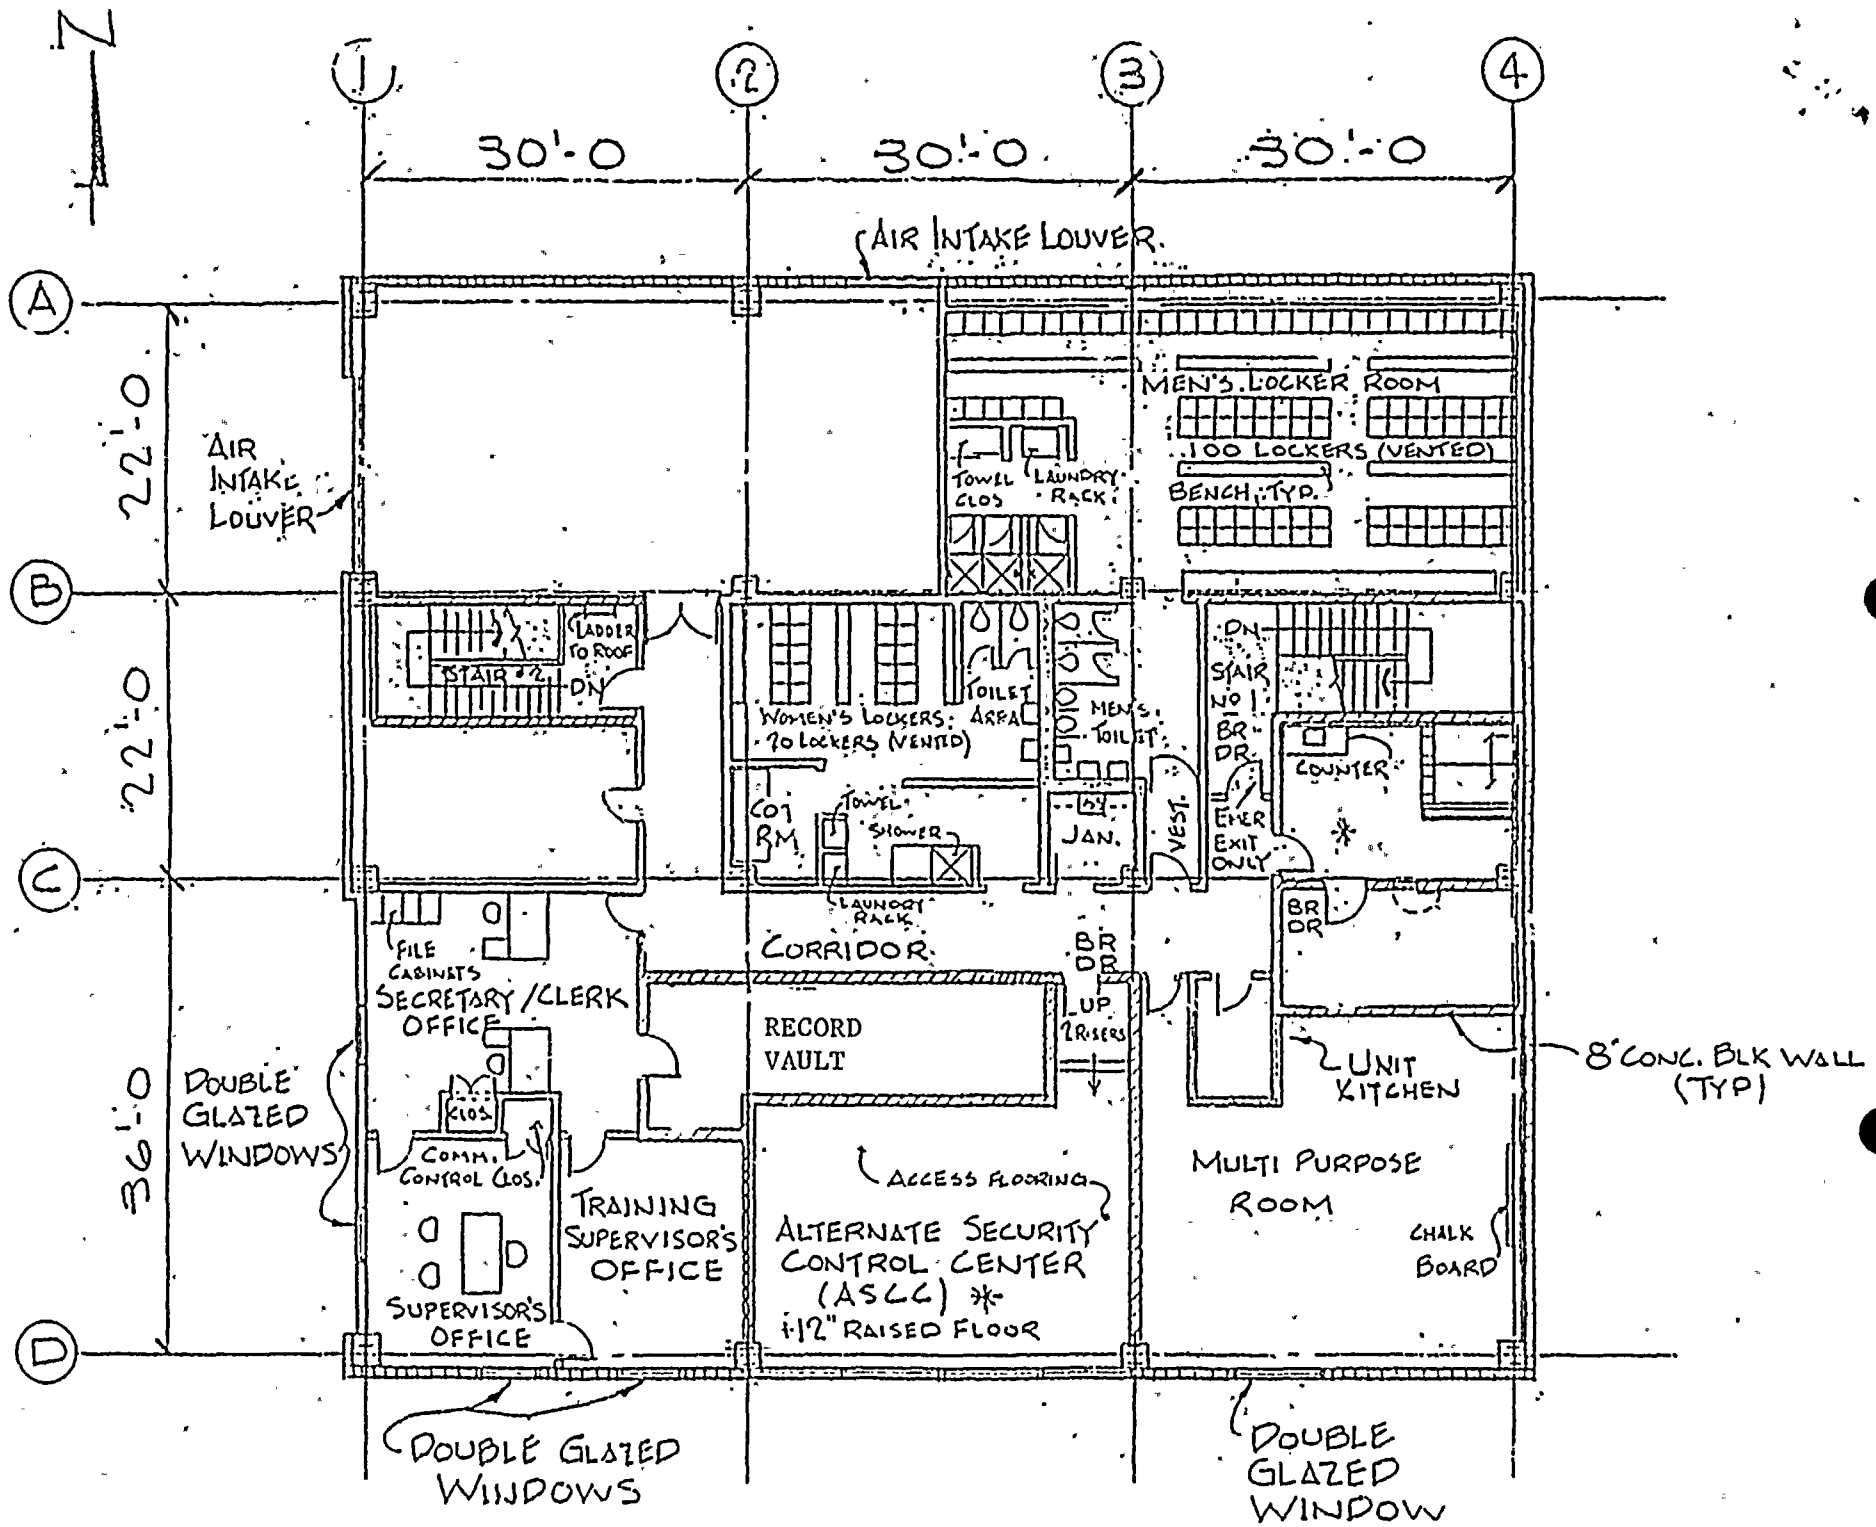 N
1
2
3
4
30'-0
30'-0
30'-0
AIR INTAKE LOUVER.
A
B
C
D
22'-0
22'-0
36'-0
AIR
INTAKE
LOUVER
MEN'S LOCKER ROOM
100 LOCKERS (VENTED)
BENCH, TYP.
TOWEL
CLOS
LAUNDRY
RACK
LADDER
TO ROOF
STAIR 2
DN
WOMEN'S LOCKERS
20 LOCKERS (VENTED)
TOILET
AREA
MEN'S
TOILET
DN
STAIR
NO 1
BR
DR
COUNTER
COT
RM
TOWEL
SHOWER
LAUNDRY
RACK
JAN.
VEST.
EMER
EXIT
ONLY
*
BR
DR
FILE
CABINETS
SECRETARY/CLERK
OFFICE
CORRIDOR
BR
DR
UP
2 RISERS
RECORD
VAULT
UNIT
KITCHEN
8" CONC. BLK WALL
(TYP)
DOUBLE
GLAZED
WINDOWS
CLOS
COMM.
CONTROL CLOS.
TRAINING
SUPERVISOR'S
OFFICE
SUPERVISOR'S
OFFICE
ACCESS FLOORING
ALTERNATE SECURITY
CONTROL CENTER
(ASCC) *
12" RAISED FLOOR
MULTI PURPOSE
ROOM
CHALK
BOARD
DOUBLE GLAZED
WINDOWS
DOUBLE
GLAZED
WINDOW